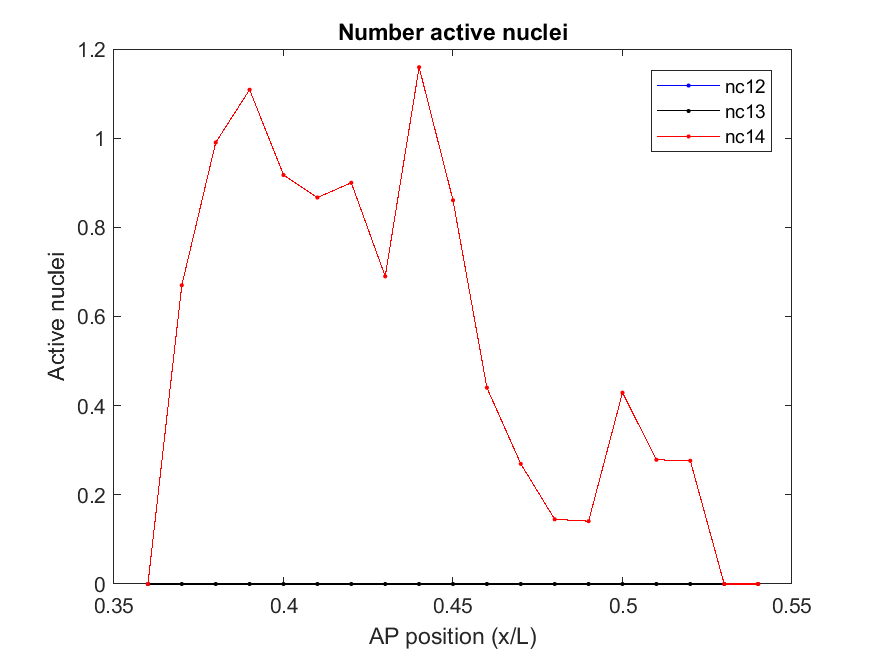 Number active nuclei
1.2
1
0.8
0.6
0.4
0.2
0
Active nuclei
nc12
nc13
nc14
0.35
0.4
0.45
0.5
0.55
AP position (x/L)